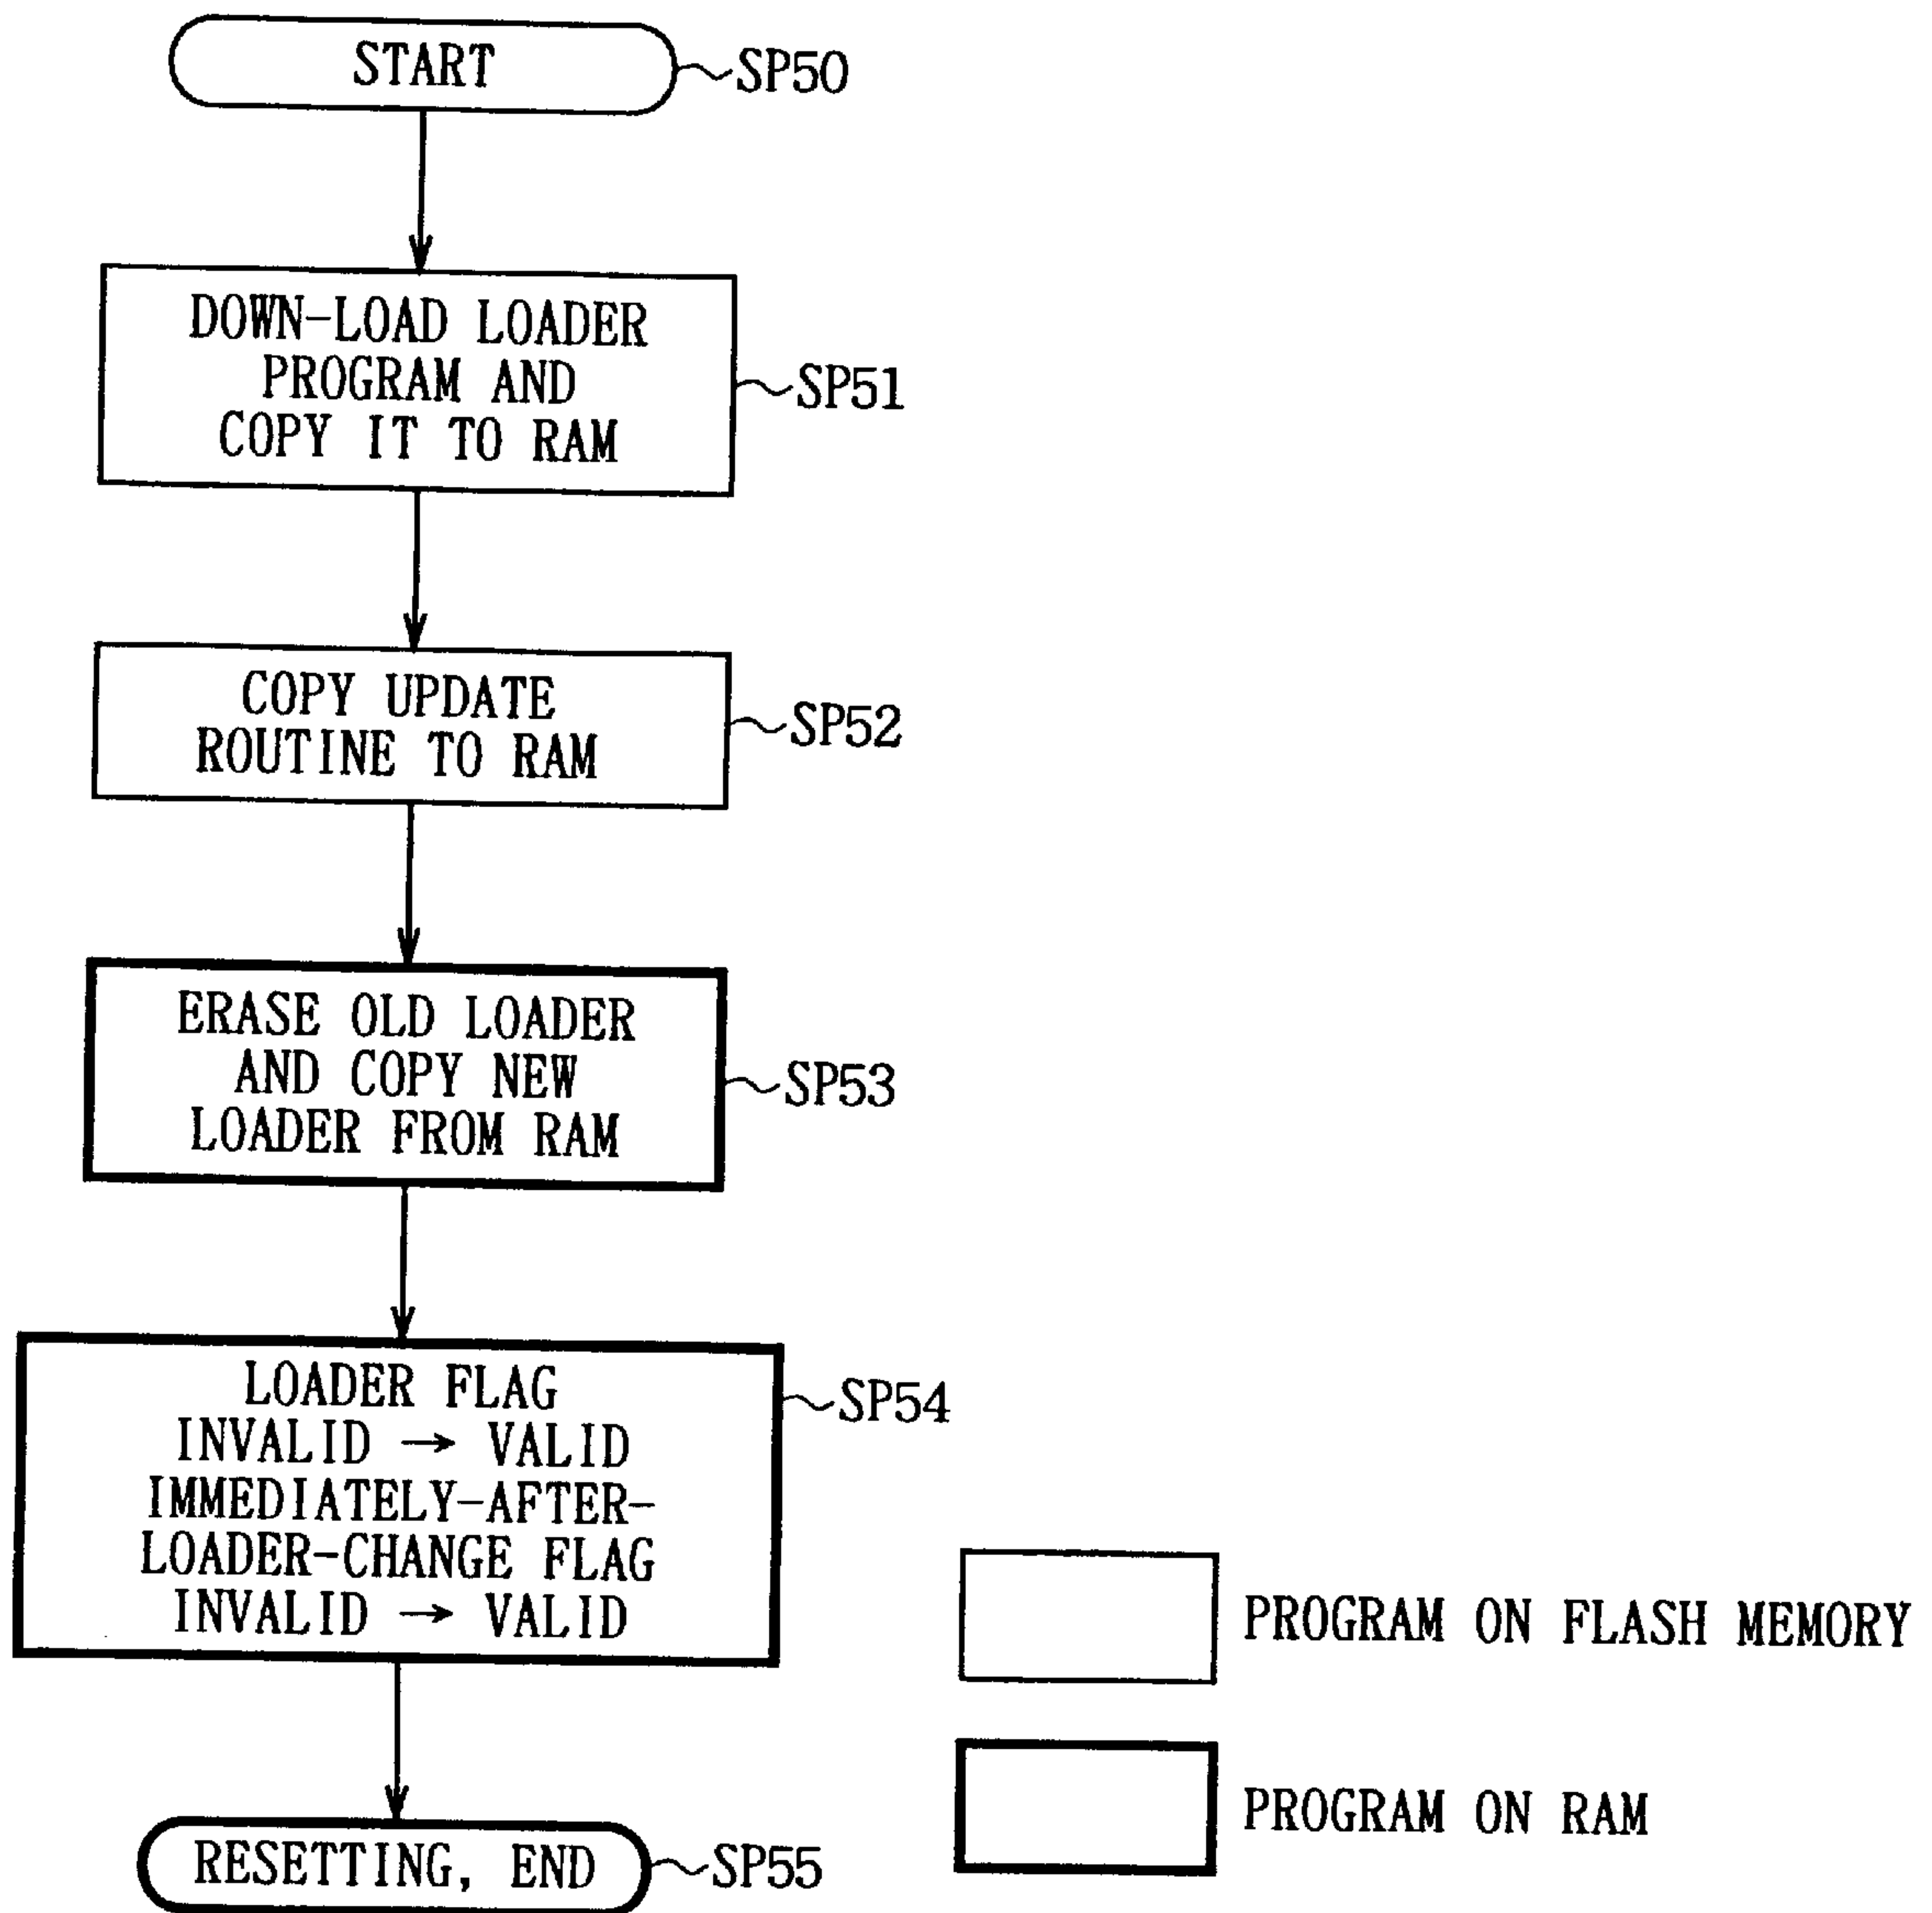 START
SP50
DOWN-LOAD LOADER
PROGRAM AND
COPY IT TO RAM
SP51
COPY UPDATE
ROUTINE TO RAM
SP52
ERASE OLD LOADER
AND COPY NEW
LOADER FROM RAM
SP53
LOADER FLAG
INVALID → VALID
IMMEDIATELY-AFTER-
LOADER-CHANGE FLAG
INVALID → VALID
SP54
RESETTING, END
SP55
PROGRAM ON FLASH MEMORY
PROGRAM ON RAM